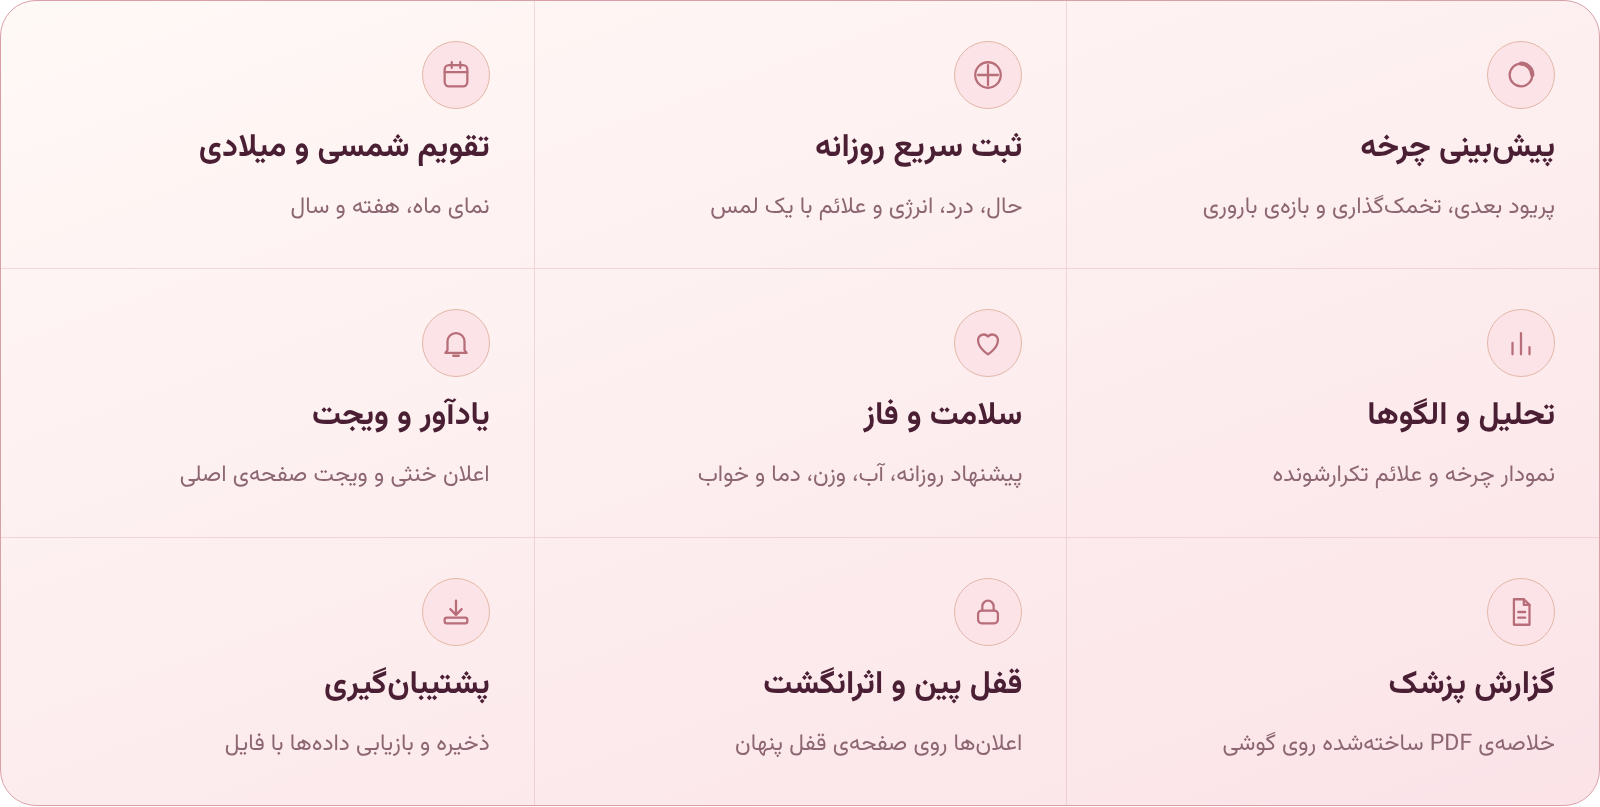 پیش‌بینی چرخه
پریود بعدی، تخمک‌گذاری و بازه‌ی باروری
ثبت سریع روزانه
حال، درد، انرژی و علائم با یک لمس
تقویم شمسی و میلادی
نمای ماه، هفته و سال
تحلیل و الگوها
نمودار چرخه و علائم تکرارشونده
سلامت و فاز
پیشنهاد روزانه، آب، وزن، دما و خواب
یادآور و ویجت
اعلان خنثی و ویجت صفحه‌ی اصلی
گزارش پزشک
خلاصه‌ی PDF ساخته‌شده روی گوشی
قفل پین و اثرانگشت
اعلان‌ها روی صفحه‌ی قفل پنهان
پشتیبان‌گیری
ذخیره و بازیابی داده‌ها با فایل